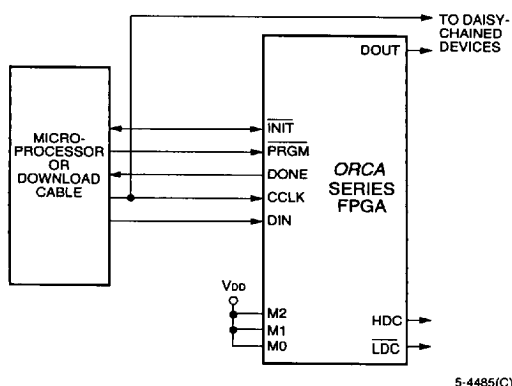 TO DAISY-
CHAINED
DEVICES
DOUT
MICRO-
PROCESSOR
OR
DOWNLOAD
CABLE
INIT
PRGM
DONE
CCLK
DIN
ORCA
SERIES
FPGA
VDD
M2
M1
M0
HDC
LDC
5-4485(C)